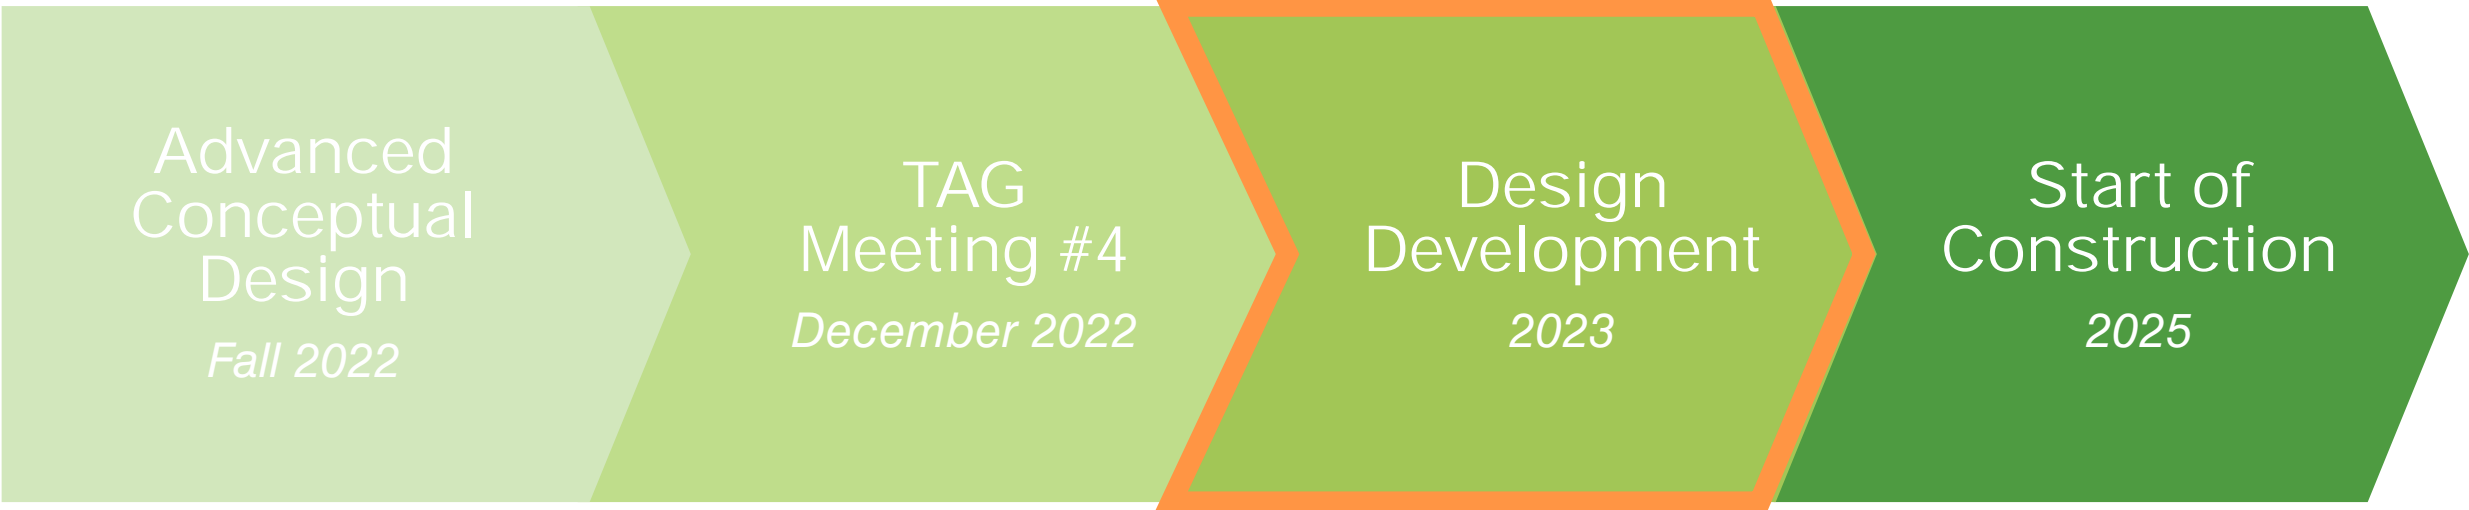 Advanced
Conceptual
Design
Fall 2022
TAG
Meeting #4
December 2022
Design
Development
2023
Start of
Construction
2025